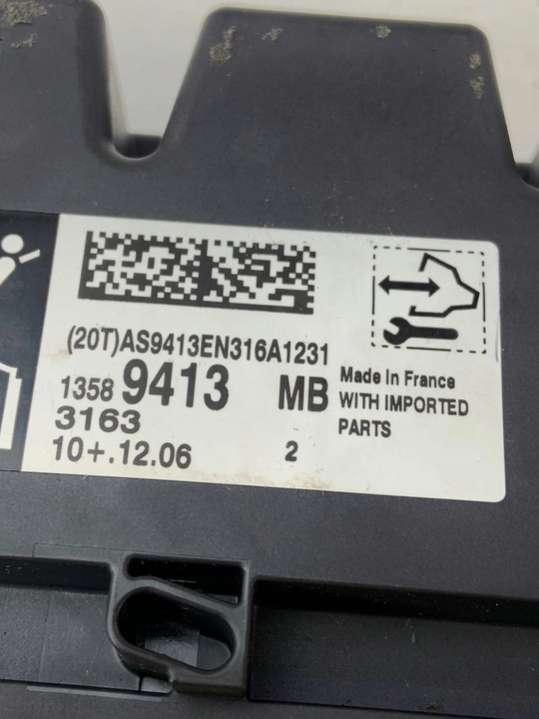 (20T)AS9413EN316A1231
1358 9413 MB
3163
10+.12.06 2
Made In France
WITH IMPORTED
PARTS